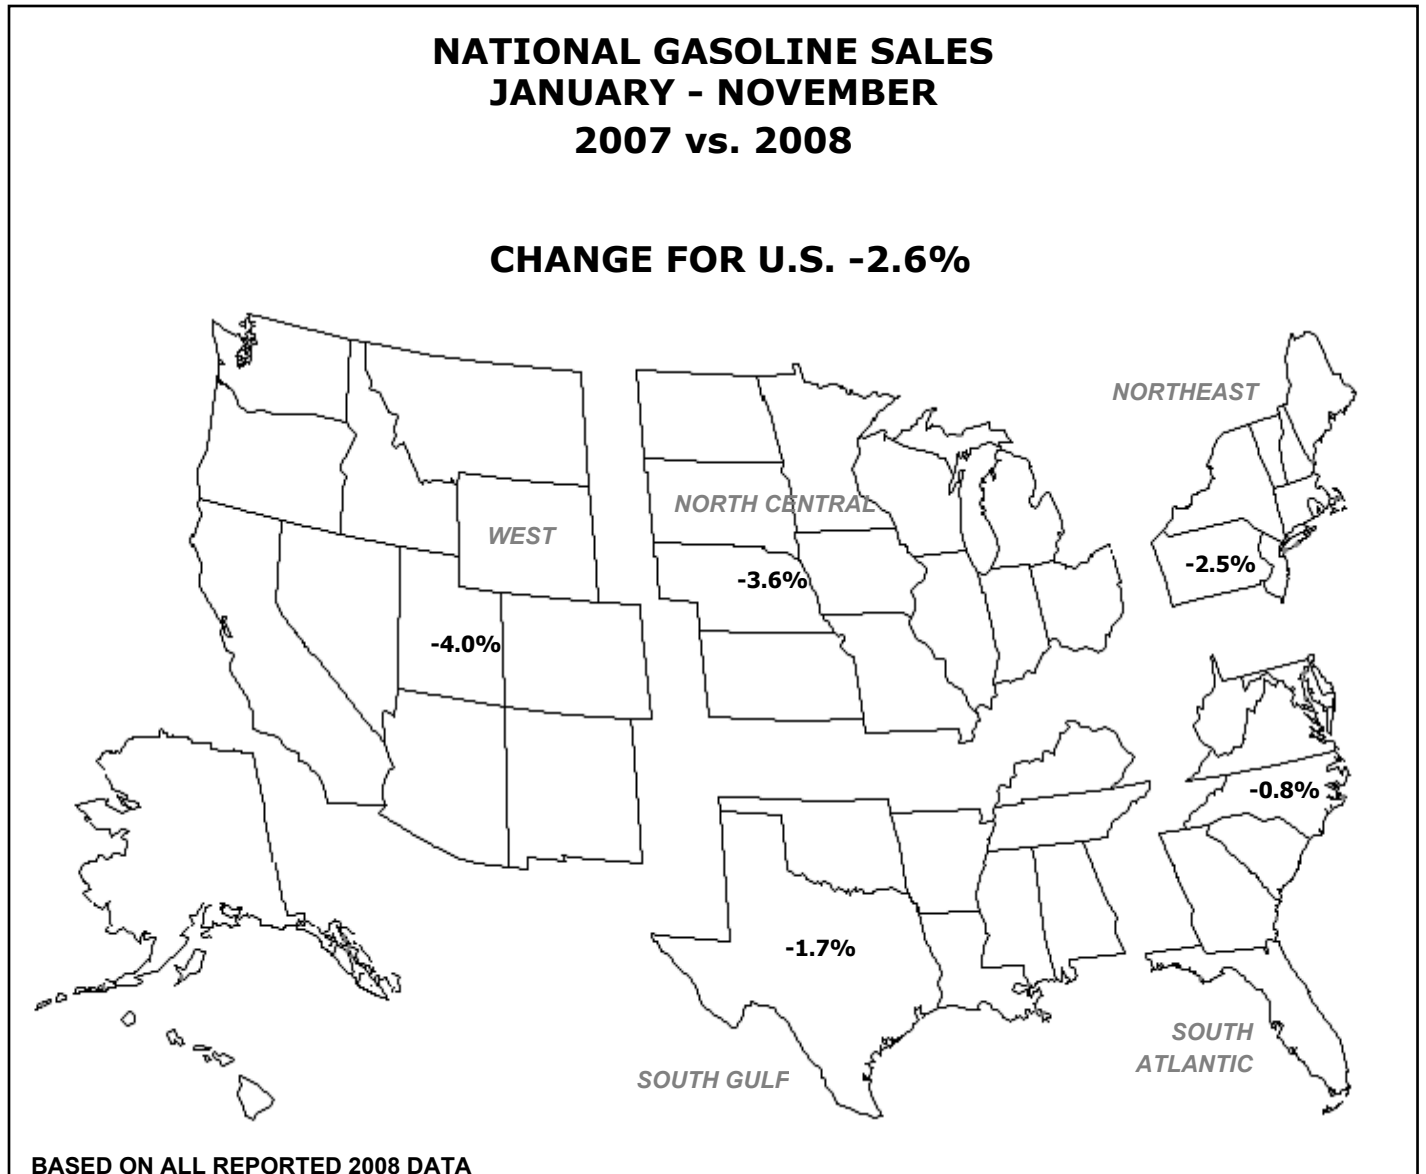 NATIONAL GASOLINE SALES
JANUARY - NOVEMBER
2007 vs. 2008
CHANGE FOR U.S. -2.6%
NORTHEAST
NORTH CENTRAL
WEST
-2.5%
-3.6%
-4.0%
-0.8%
-1.7%
SOUTH
ATLANTIC
SOUTH GULF
BASED ON ALL REPORTED 2008 DATA